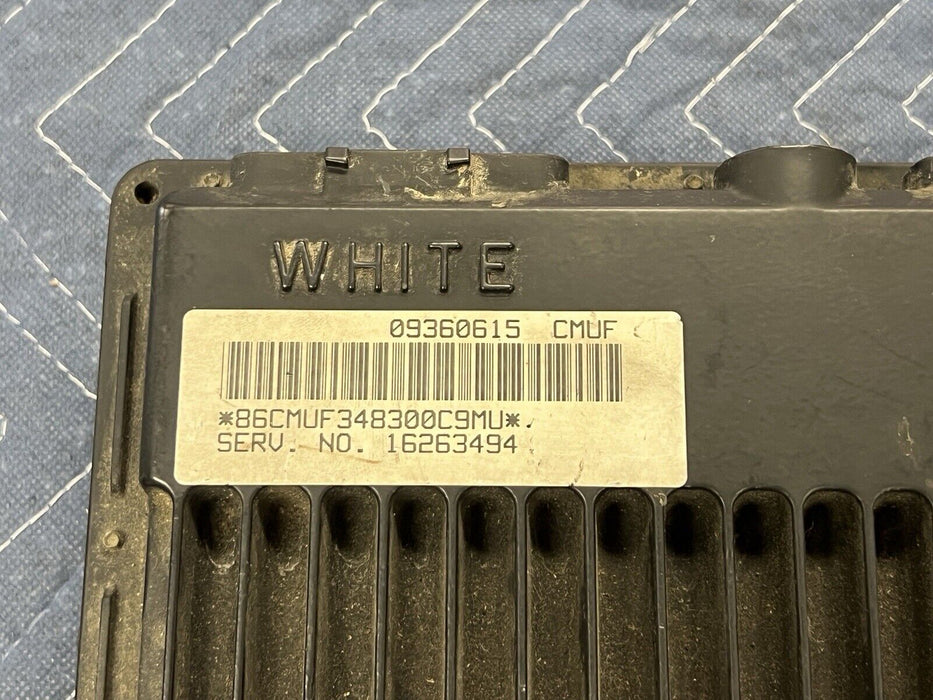 WHITE
09360615 CMUF
*86CMUF348300C9MU*.
SERV. NO. 16263494